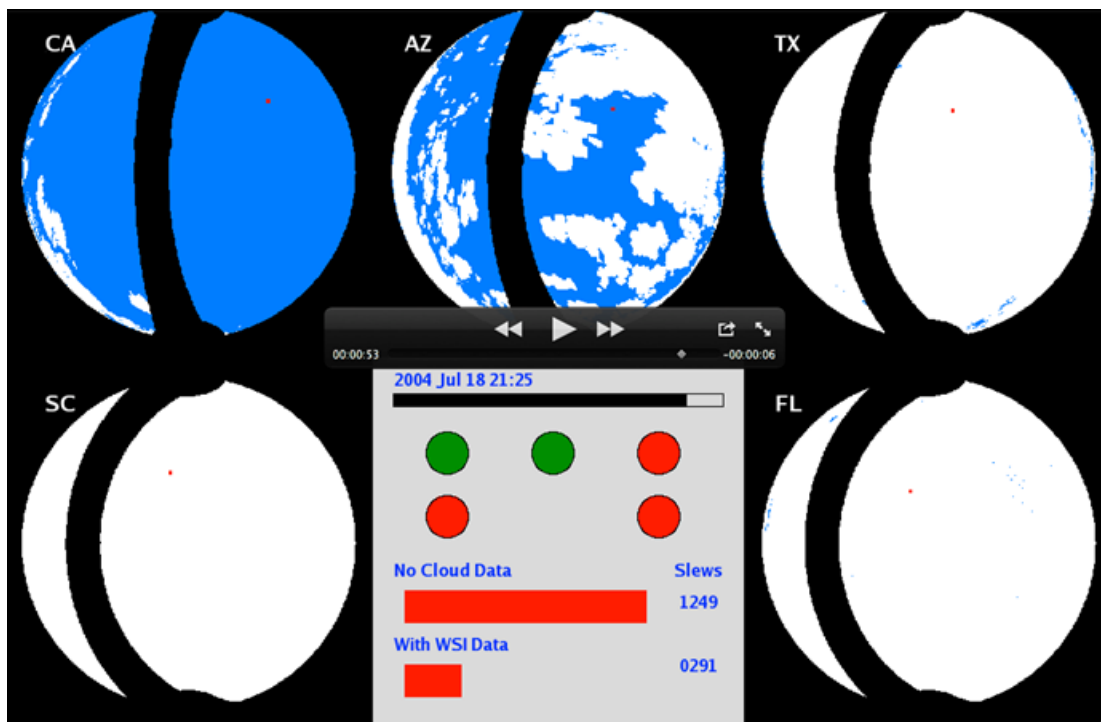 CA
AZ
TX
00:00:53
-00:00:06
2004 Jul 18 21:25
SC
FL
No Cloud Data
Slews
1249
With WSI Data
0291